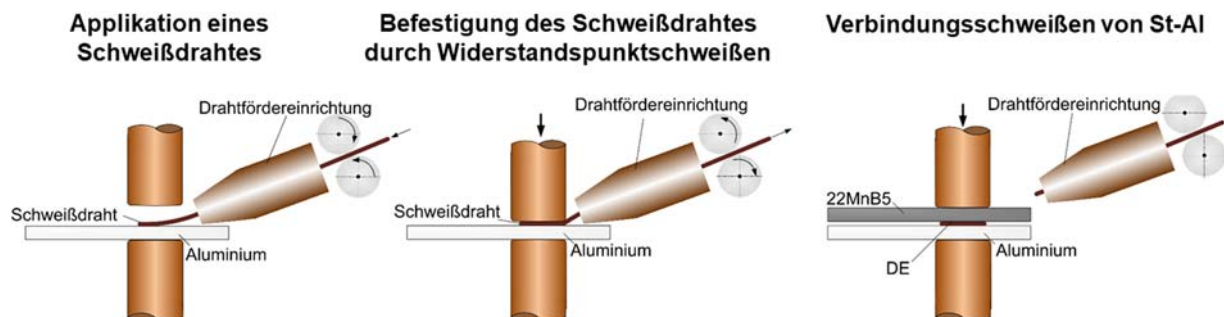 Applikation eines
Schweißdrahtes
Befestigung des Schweißdrahtes
durch Widerstandspunktschweißen
Verbindungsschweißen von St-Al
Drahtfördereinrichtung
Schweißdraht
Aluminium
Drahtfördereinrichtung
Schweißdraht
Aluminium
Drahtfördereinrichtung
22MnB5
Aluminium
DE